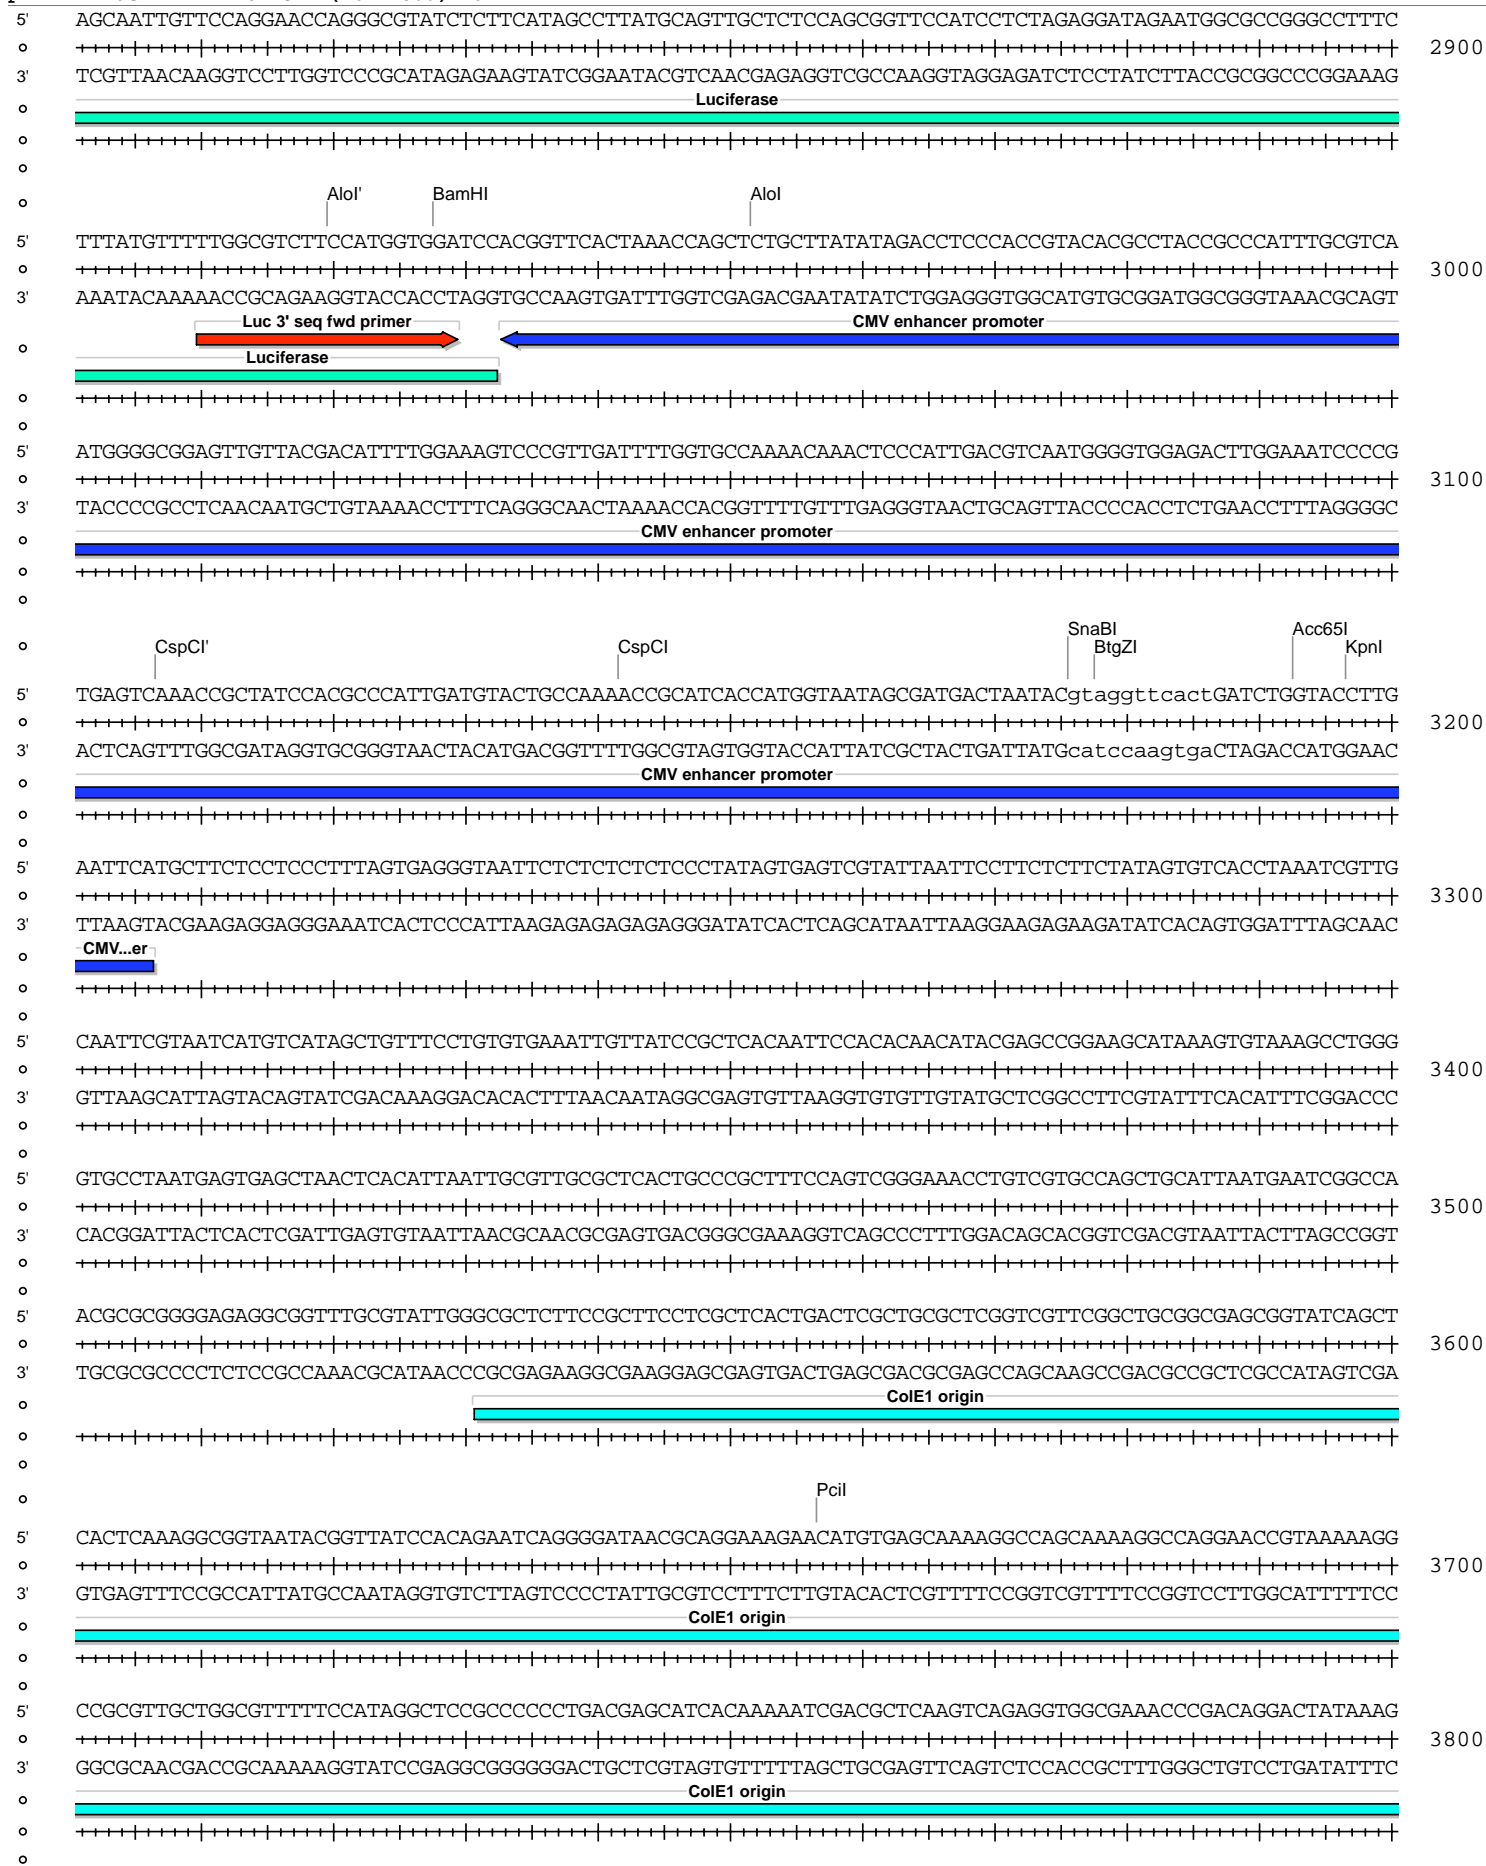 5' AGCAATTGTTCCAGGAACCAGGGCGTATCTCTTCATAGCCTTATGCAGTTGCTCTCCAGCGGTTCCATCCTCTAGAGGATAGAATGGCGCCGGGCCTTTC
2900
3' TCGTTAACAAGGTCCTTGGTCCCGCATAGAGAAGTATCGGAATACGTCAACGAGAGGTCGCCAAGGTAGGAGATCTCCTATCTTACCGCGGCCCGGAAAG
Luciferase
AloI' BamHI AloI
5' TTTATGTTTTTGGCGTCTTCCATGGTGGATCCACGGTTCACTAAACCAGCTCTGCTTATATAGACCTCCCACCGTACACGCCTACCGCCCATTTGCGTCA
3000
3' AAATACAAAAACCGCAGAAGGTACCACCTAGGTGCCAAGTGATTTGGTCGAGACGAATATATCTGGAGGGTGGCATGTGCGGATGGCGGGTAAACGCAGT
Luc 3' seq fwd primer CMV enhancer promoter
Luciferase
5' ATGGGGCGGAGTTGTTACGACATTTTGGAAAGTCCCGTTGATTTTGGTGCCAAAACAAACTCCCATTGACGTCAATGGGGTGGAGACTTGGAAATCCCCG
3100
3' TACCCCGCCTCAACAATGCTGTAAAACCTTTCAGGGCAACTAAAACCACGGTTTTGTTTGAGGGTAACTGCAGTTACCCCACCTCTGAACCTTTAGGGGC
CMV enhancer promoter
CspCI' CspCI SnaBI BtgZI Acc65I KpnI
5' TGAGTCAAACCGCTATCCACGCCCATTGATGTACTGCCAAAACCGCATCACCATGGTAATAGCGATGACTAATACgtaggttcactGATCTGGTACCTTG
3200
3' ACTCAGTTTGGCGATAGGTGCGGGTAACTACATGACGGTTTTGGCGTAGTGGTACCATTATCGCTACTGATTATGcatccaagtgaCTAGACCATGGAAC
CMV enhancer promoter
5' AATTCATGCTTCTCCTCCCTTTAGTGAGGGTAATTCTCTCTCTCTCCCTATAGTGAGTCGTATTAATTCCTTCTCTTCTATAGTGTCACCTAAATCGTTG
3300
3' TTAAGTACGAAGAGGAGGGAAATCACTCCCATTAAGAGAGAGAGAGGGATATCACTCAGCATAATTAAGGAAGAGAAGATATCACAGTGGATTTAGCAAC
CMV...er
5' CAATTCGTAATCATGTCATAGCTGTTTCCTGTGTGAAATTGTTATCCGCTCACAATTCCACACAACATACGAGCCGGAAGCATAAAGTGTAAAGCCTGGG
3400
3' GTTAAGCATTAGTACAGTATCGACAAAGGACACACTTTAACAATAGGCGAGTGTTAAGGTGTGTTGTATGCTCGGCCTTCGTATTTCACATTTCGGACCC
5' GTGCCTAATGAGTGAGCTAACTCACATTAATTGCGTTGCGCTCACTGCCCGCTTTCCAGTCGGGAAACCTGTCGTGCCAGCTGCATTAATGAATCGGCCA
3500
3' CACGGATTACTCACTCGATTGAGTGTAATTAACGCAACGCGAGTGACGGGCGAAAGGTCAGCCCTTTGGACAGCACGGTCGACGTAATTACTTAGCCGGT
5' ACGCGCGGGGAGAGGCGGTTTGCGTATTGGGCGCTCTTCCGCTTCCTCGCTCACTGACTCGCTGCGCTCGGTCGTTCGGCTGCGGCGAGCGGTATCAGCT
3600
3' TGCGCGCCCCTCTCCGCCAAACGCATAACCCGCGAGAAGGCGAAGGAGCGAGTGACTGAGCGACGCGAGCCAGCAAGCCGACGCCGCTCGCCATAGTCGA
ColE1 origin
PciI
5' CACTCAAAGGCGGTAATACGGTTATCCACAGAATCAGGGGATAACGCAGGAAAGAACATGTGAGCAAAAGGCCAGCAAAAGGCCAGGAACCGTAAAAAGG
3700
3' GTGAGTTTCCGCCATTATGCCAATAGGTGTCTTAGTCCCCTATTGCGTCCTTTCTTGTACACTCGTTTTCCGGTCGTTTTCCGGTCCTTGGCATTTTTCC
ColE1 origin
5' CCGCGTTGCTGGCGTTTTTCCATAGGCTCCGCCCCCCTGACGAGCATCACAAAAATCGACGCTCAAGTCAGAGGTGGCGAAACCCGACAGGACTATAAAG
3800
3' GGCGCAACGACCGCAAAAAGGTATCCGAGGCGGGGGGACTGCTCGTAGTGTTTTTAGCTGCGAGTTCAGTCTCCACCGCTTTGGGCTGTCCTGATATTTC
ColE1 origin